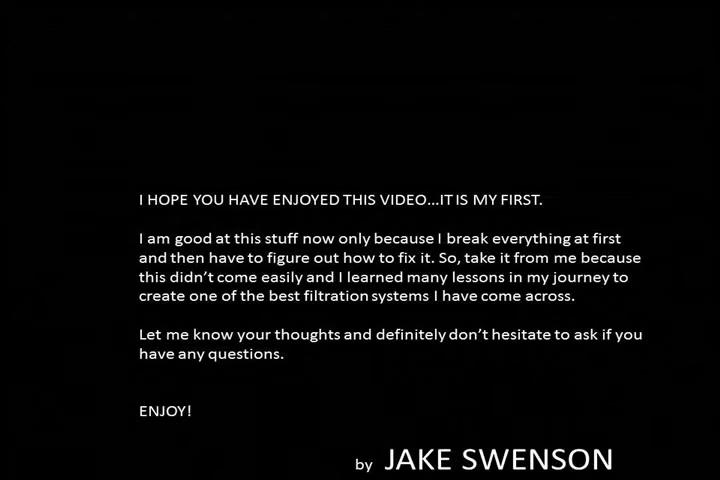 I HOPE YOU HAVE ENJOYED THIS VIDEO...IT IS MY FIRST.
I am good at this stuff now only because I break everything at first
and then have to figure out how to fix it. So, take it from me because
this didn't come easily and I learned many lessons in my journey to
create one of the best filtration systems I have come across.
Let me know your thoughts and definitely don't hesitate to ask if you
have any questions.
ENJOY!
by JAKE SWENSON